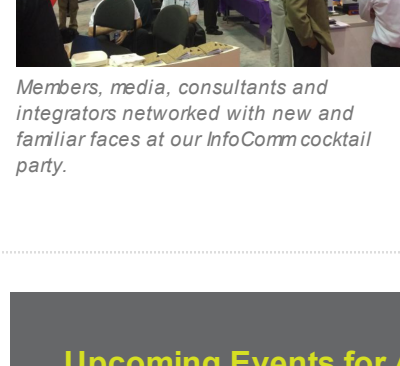 Members, media, consultants and
integrators networked with new and
familiar faces at our InfoComm cocktail
party.
Upcoming Events for